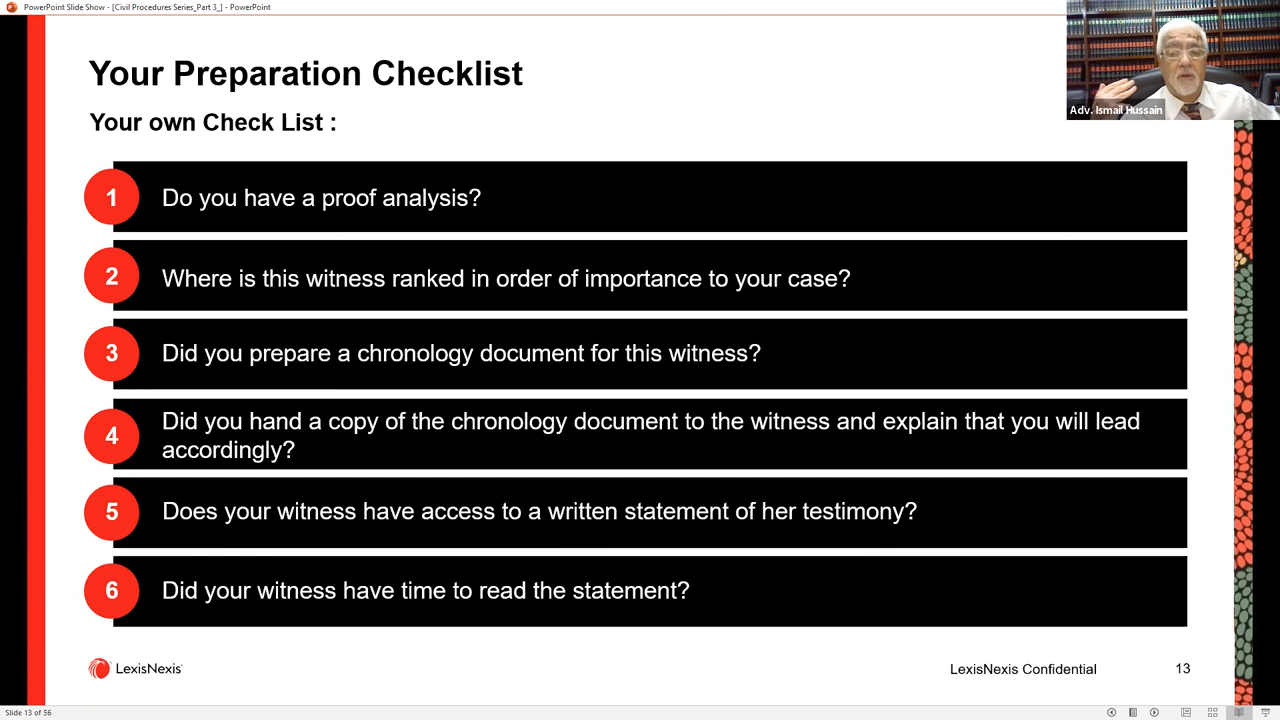 PowerPoint Slide Show - [Civil Procedures Series_Part 3_] - PowerPoint
Your Preparation Checklist
Adv. Ismail Hussain
Your own Check List :
1 Do you have a proof analysis?
2 Where is this witness ranked in order of importance to your case?
3 Did you prepare a chronology document for this witness?
4 Did you hand a copy of the chronology document to the witness and explain that you will lead
accordingly?
5 Does your witness have access to a written statement of her testimony?
6 Did your witness have time to read the statement?
LexisNexis
LexisNexis Confidential
13
Slide 13 of 56